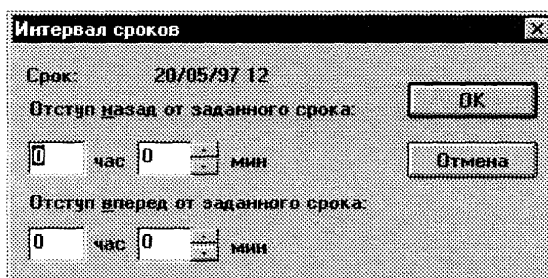 Интервал сроков
Срок: 20/05/97 12
Отступ назад от заданного срока:
OK
0 час 0 мин
Отмена
Отступ вперед от заданного срока:
0 час 0 мин